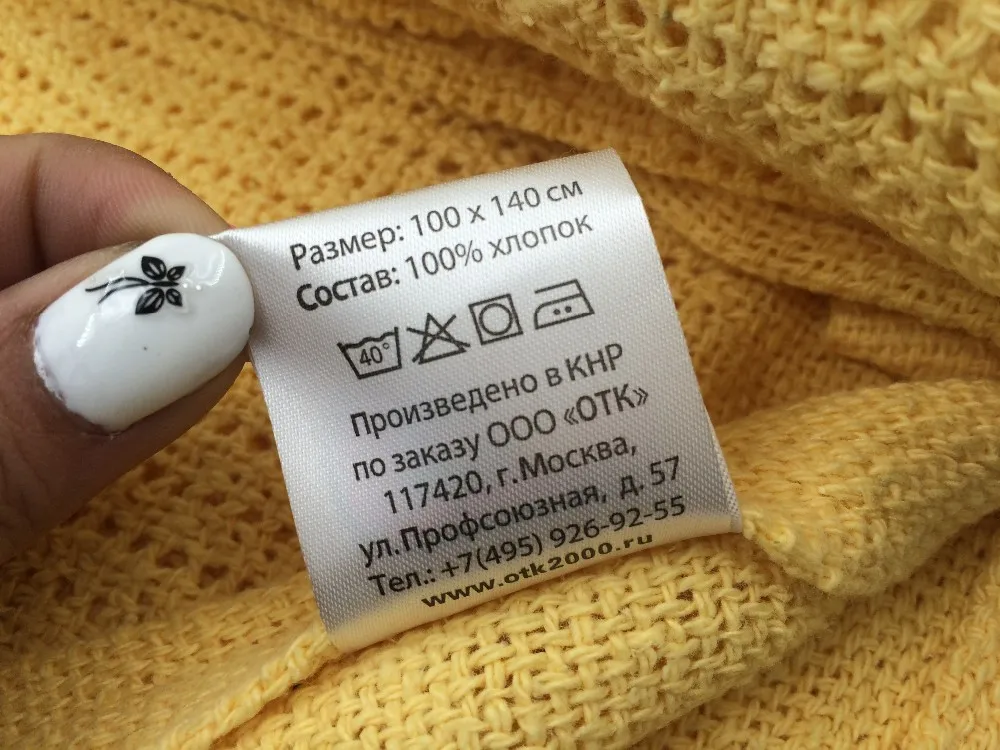 Размер: 100 х 140 см
Состав: 100% хлопок
40°
Произведено в КНР
по заказу ООО «ОТК»
117420, г.Москва,
ул.Профсоюзная, д. 57
Тел.: +7(495) 926-92-55
www.otk2000.ru